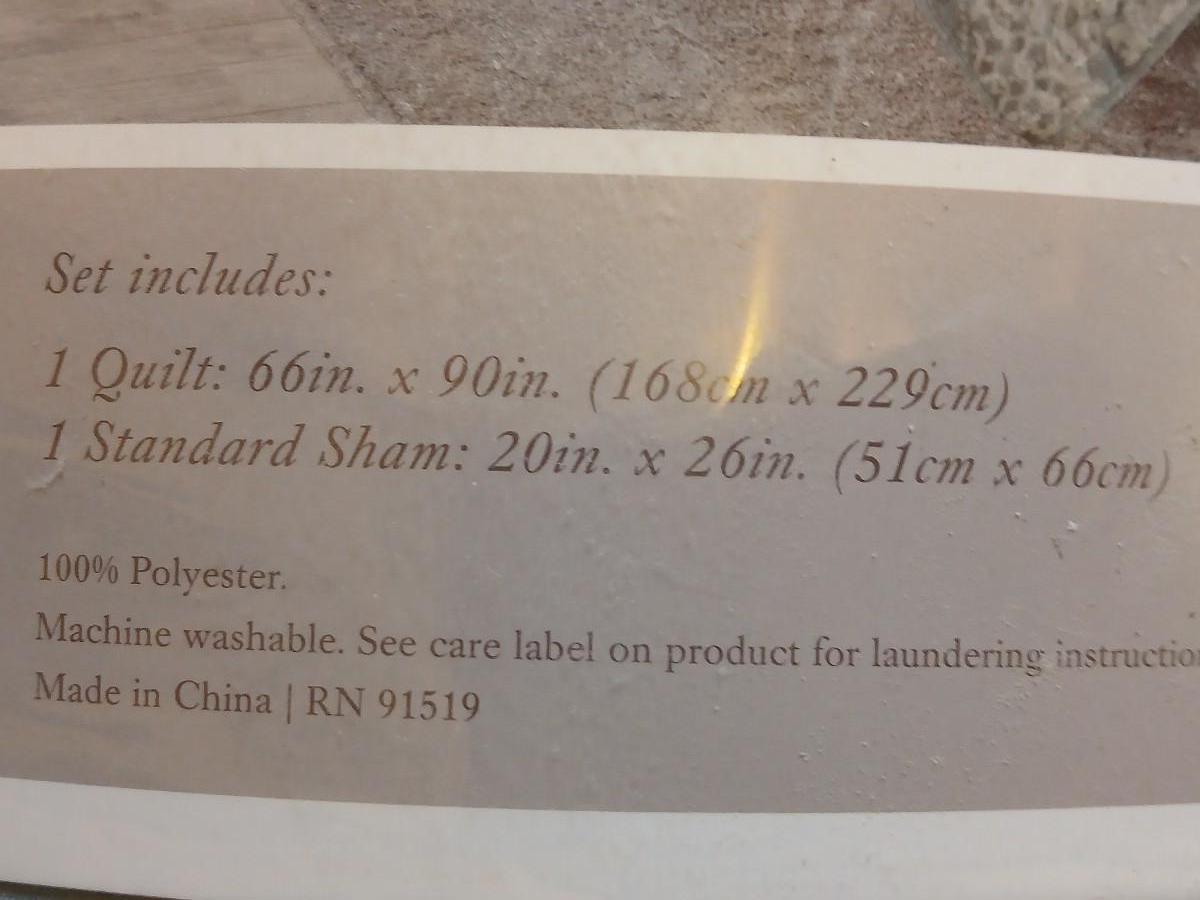 Set includes:
1 Quilt: 66in. x 90in. (168cm x 229cm)
1 Standard Sham: 20in. x 26in. (51cm x 66cm)
100% Polyester.
Machine washable. See care label on product for laundering instructio
Made in China | RN 91519